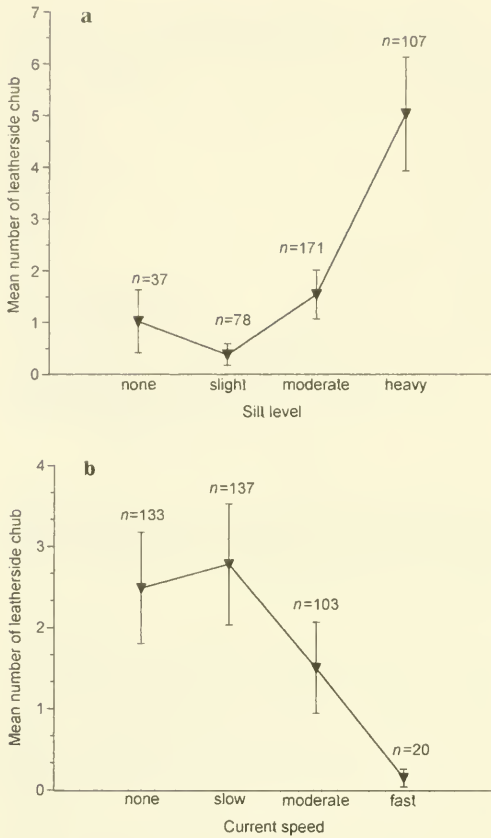 a
7
6
5
4
3
2
1
0
Mean number of leatherside chub
n=37
n=78
n=171
n=107
none slight moderate heavy
Sill level
b
4
3
2
1
0
Mean number of leatherside chub
n=133
n=137
n=103
n=20
none slow moderate fast
Current speed